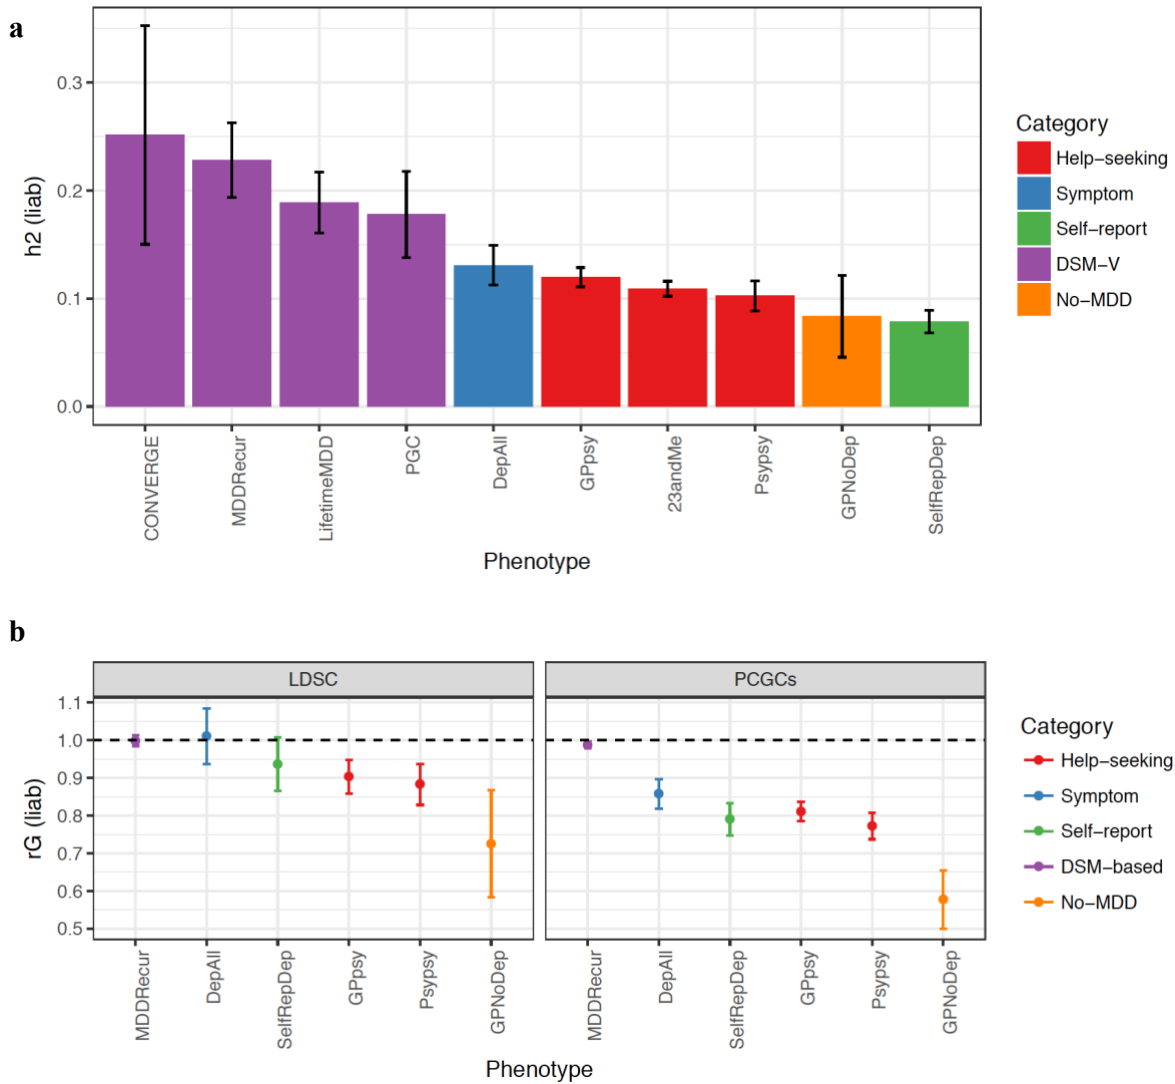 a
h2 (liab)
0.3
0.2
0.1
0.0
CONVERGE
MDDRecur
LifetimeMDD
PGC
DepAll
GPpsy
23andMe
Psypsy
GPNoDep
SelfRepDep
Phenotype
Category
Help−seeking
Symptom
Self−report
DSM−V
No−MDD
b
LDSC
PCGCs
rG (liab)
1.1
1.0
0.9
0.8
0.7
0.6
0.5
MDDRecur
DepAll
SelfRepDep
GPpsy
Psypsy
GPNoDep
MDDRecur
DepAll
SelfRepDep
GPpsy
Psypsy
GPNoDep
Phenotype
Category
Help−seeking
Symptom
Self−report
DSM−based
No−MDD